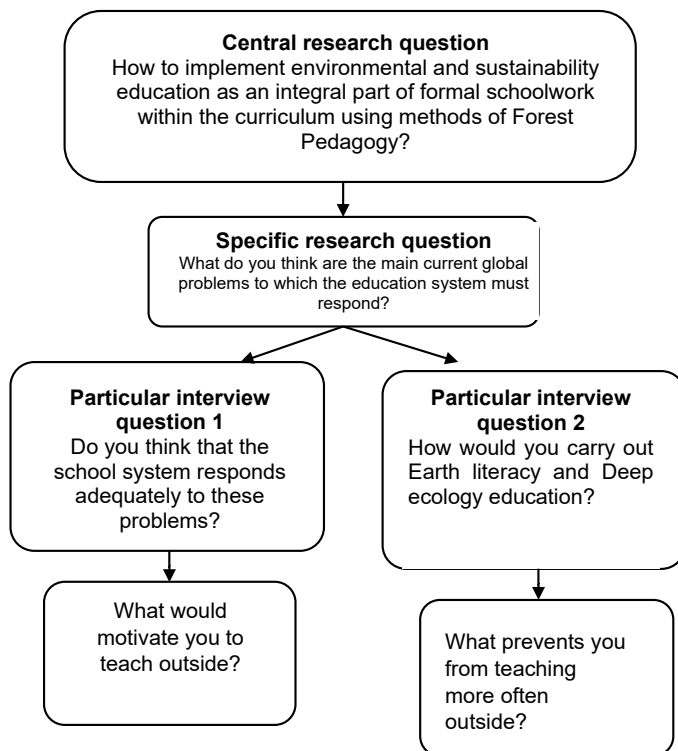 Central research question
How to implement environmental and sustainability
education as an integral part of formal schoolwork
within the curriculum using methods of Forest
Pedagogy?
Specific research question
What do you think are the main current global
problems to which the education system must
respond?
Particular interview
question 1
Do you think that the
school system responds
adequately to these
problems?
Particular interview
question 2
How would you carry out
Earth literacy and Deep
ecology education?
What would
motivate you to
teach outside?
What prevents you
from teaching
more often
outside?